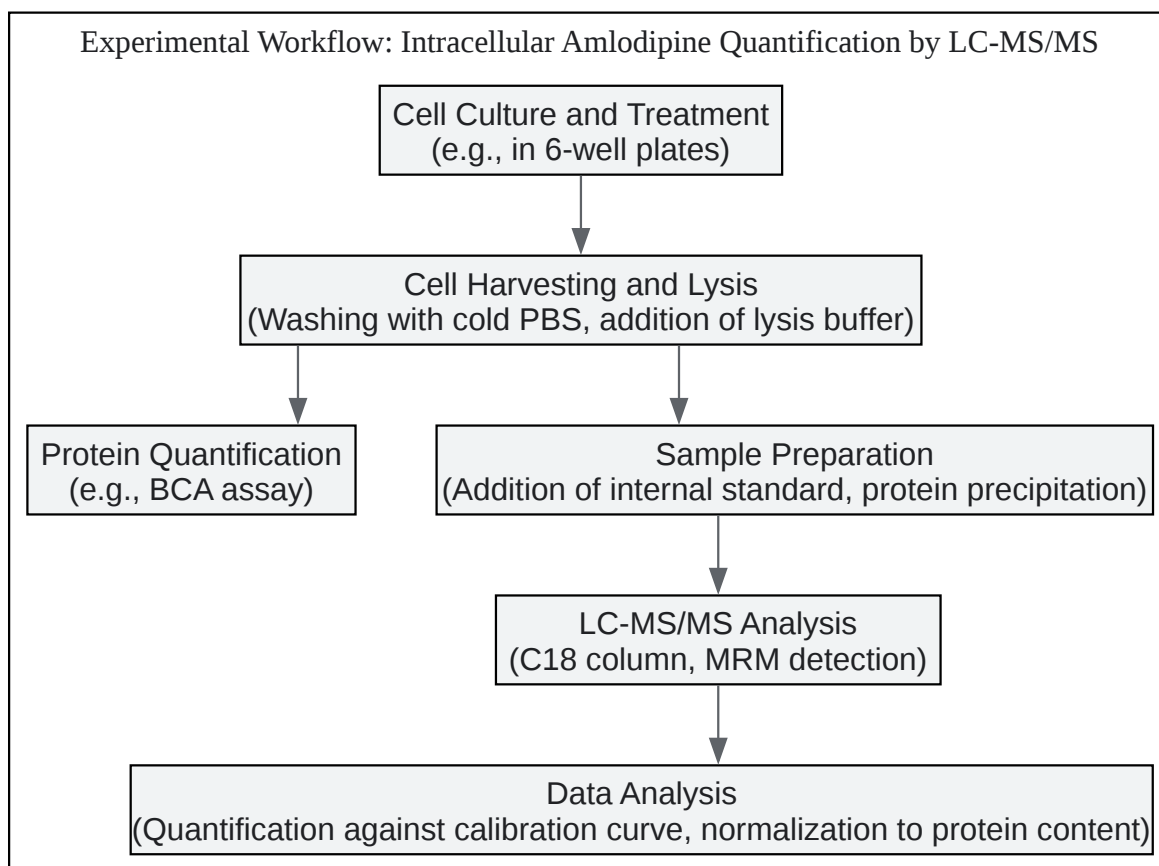 Experimental Workflow: Intracellular Amlodipine Quantification by LC-MS/MS
Cell Culture and Treatment
(e.g., in 6-well plates)
Cell Harvesting and Lysis
(Washing with cold PBS, addition of lysis buffer)
Protein Quantification
(e.g., BCA assay)
Sample Preparation
(Addition of internal standard, protein precipitation)
LC-MS/MS Analysis
(C18 column, MRM detection)
Data Analysis
(Quantification against calibration curve, normalization to protein content)